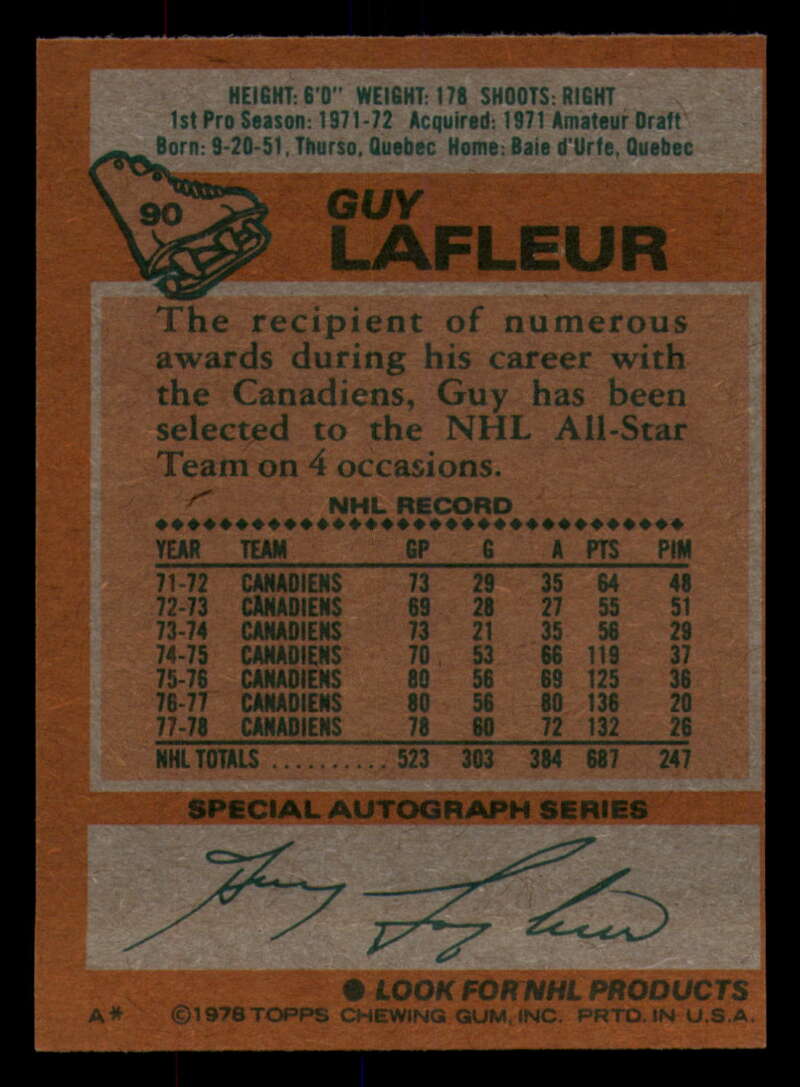 HEIGHT: 6'0" WEIGHT: 178 SHOOTS: RIGHT
1st Pro Season: 1971-72 Acquired: 1971 Amateur Draft
Born: 9-20-51, Thurso, Quebec Home: Baie d'Urfe, Quebec
90
GUY
LAFLEUR
The recipient of numerous
awards during his career with
the Canadiens, Guy has been
selected to the NHL All-Star
Team on 4 occasions.
NHL RECORD
YEAR TEAM GP G A PTS PIM
71-72 CANADIENS 73 29 35 64 48
72-73 CANADIENS 69 28 27 55 51
73-74 CANADIENS 73 21 35 56 29
74-75 CANADIENS 70 53 66 119 37
75-76 CANADIENS 80 56 69 125 36
76-77 CANADIENS 80 56 80 136 20
77-78 CANADIENS 78 60 72 132 26
NHL TOTALS .......... 523 303 384 687 247
SPECIAL AUTOGRAPH SERIES
Guy Lafleur
● LOOK FOR NHL PRODUCTS
A* ©1978 TOPPS CHEWING GUM, INC. PRTD. IN U.S.A.